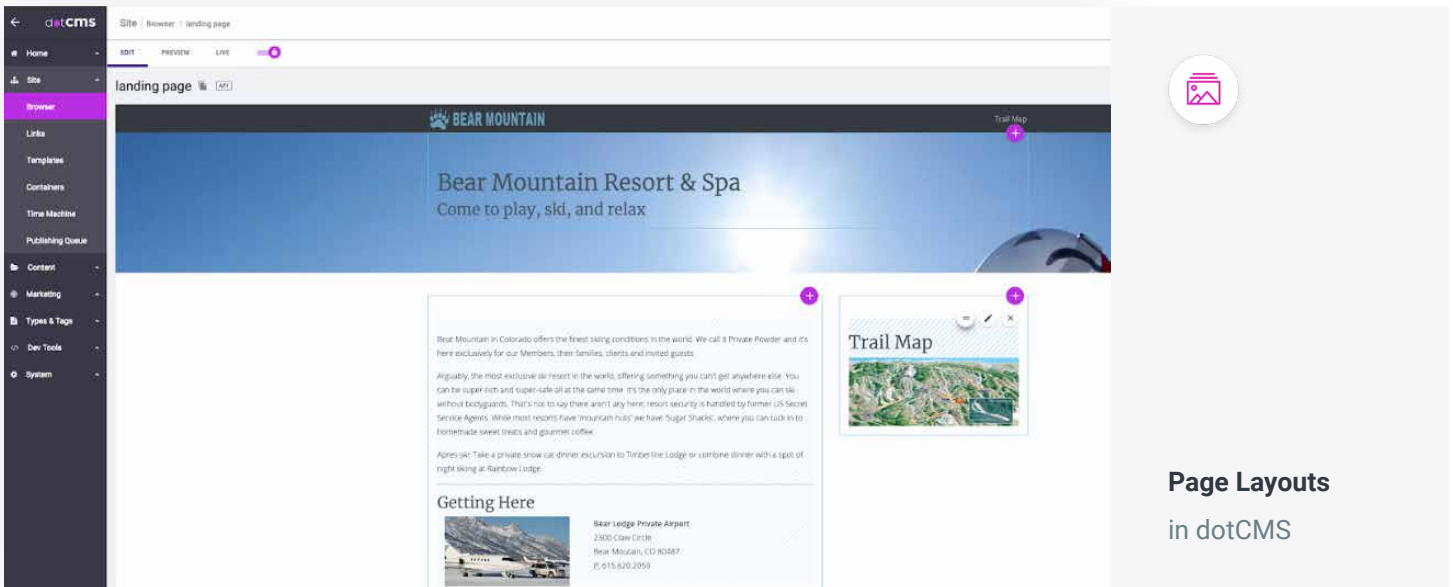 dotCMS
Site | Browser > landing page
Home
EDIT PREVIEW LIVE
Site
landing page API
Browser
Links
Templates
Containers
Time Machine
Publishing Queue
Content
Marketing
Types & Tags
Dev Tools
System
BEAR MOUNTAIN
Trail Map
Bear Mountain Resort & Spa
Come to play, ski, and relax
Bear Mountain in Colorado offers the finest skiing conditions in the world. We call it Private Powder and it's
here exclusively for our Members, their families, clients and invited guests.
Arguably, the most exclusive ski resort in the world, offering something you can't get anywhere else. You
can be super-rich and super-safe all at the same time. It's the only place in the world where you can ski
without bodyguards. That's not to say there aren't any here; resort security is handled by former US Secret
Service Agents. While most resorts have 'mountain huts' we have 'Sugar Shacks', where you can tuck in to
homemade sweet treats and gourmet coffee.
Apres-ski: Take a private snow cat dinner excursion to Timberline Lodge or combine dinner with a spot of
night skiing at Rainbow Lodge.
Getting Here
Bear Lodge Private Airport
2300 Claw Circle
Bear Moutain, CO 80487
P: 615.620.2050
Trail Map
Page Layouts
in dotCMS